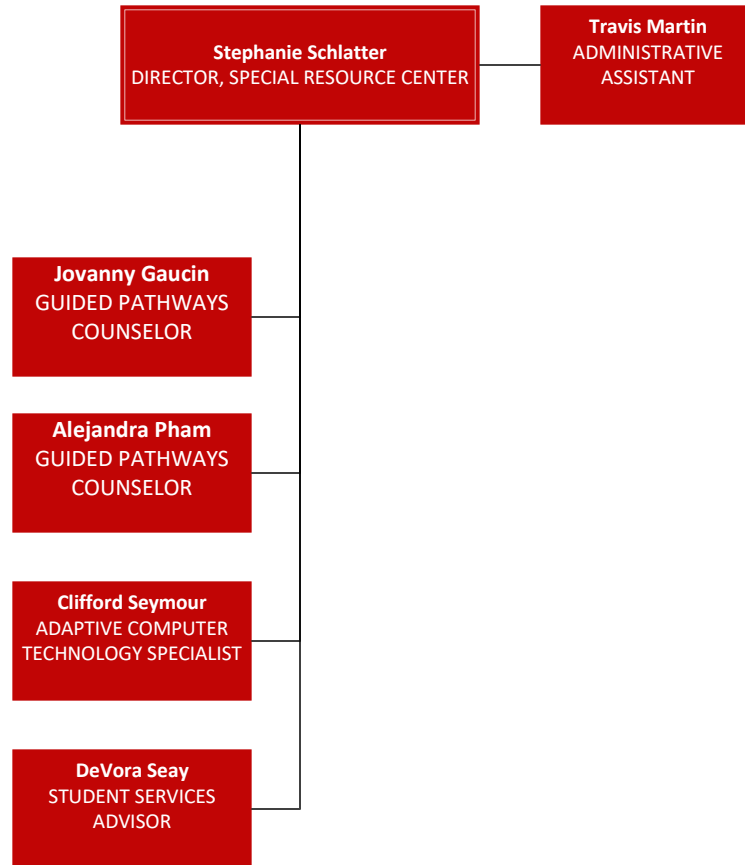 Stephanie Schlatter
DIRECTOR, SPECIAL RESOURCE CENTER
Travis Martin
ADMINISTRATIVE
ASSISTANT
Jovanny Gaucin
GUIDED PATHWAYS
COUNSELOR
Alejandra Pham
GUIDED PATHWAYS
COUNSELOR
Clifford Seymour
ADAPTIVE COMPUTER
TECHNOLOGY SPECIALIST
DeVora Seay
STUDENT SERVICES
ADVISOR